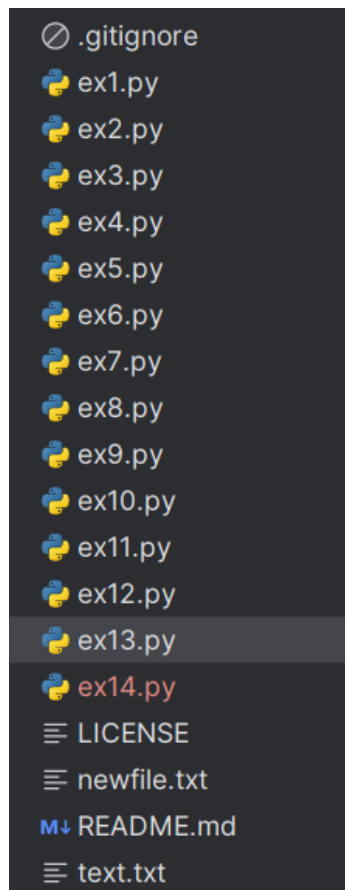 .gitignore
ex1.py
ex2.py
ex3.py
ex4.py
ex5.py
ex6.py
ex7.py
ex8.py
ex9.py
ex10.py
ex11.py
ex12.py
ex13.py
ex14.py
LICENSE
newfile.txt
M↓ README.md
text.txt